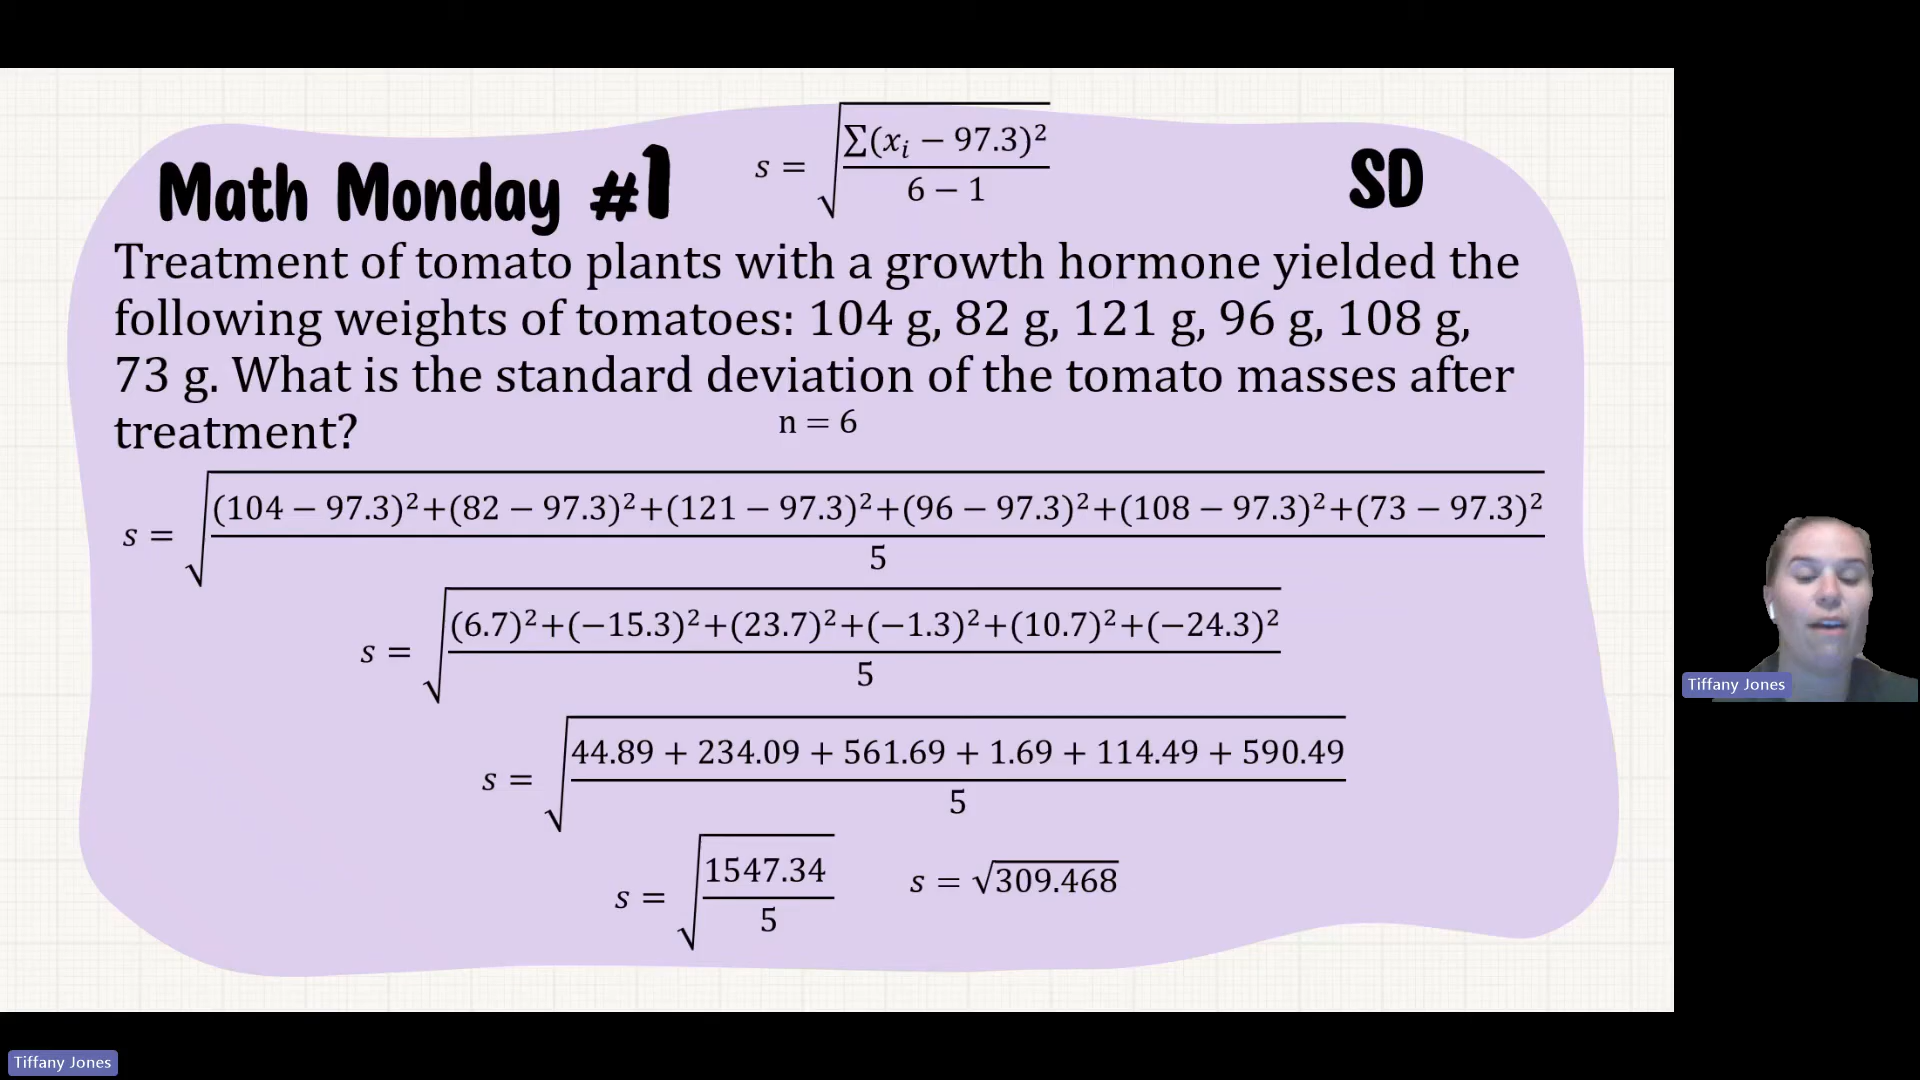 Math Monday #1
s = √(∑(xᵢ − 97.3)² / (6 − 1))
SD
Treatment of tomato plants with a growth hormone yielded the
following weights of tomatoes: 104 g, 82 g, 121 g, 96 g, 108 g,
73 g. What is the standard deviation of the tomato masses after
treatment?
n = 6
s = √(((104 − 97.3)²+(82 − 97.3)²+(121 − 97.3)²+(96 − 97.3)²+(108 − 97.3)²+(73 − 97.3)²) / 5)
s = √(((6.7)²+(−15.3)²+(23.7)²+(−1.3)²+(10.7)²+(−24.3)²) / 5)
s = √((44.89 + 234.09 + 561.69 + 1.69 + 114.49 + 590.49) / 5)
s = √(1547.34 / 5)
s = √309.468
Tiffany Jones
Tiffany Jones